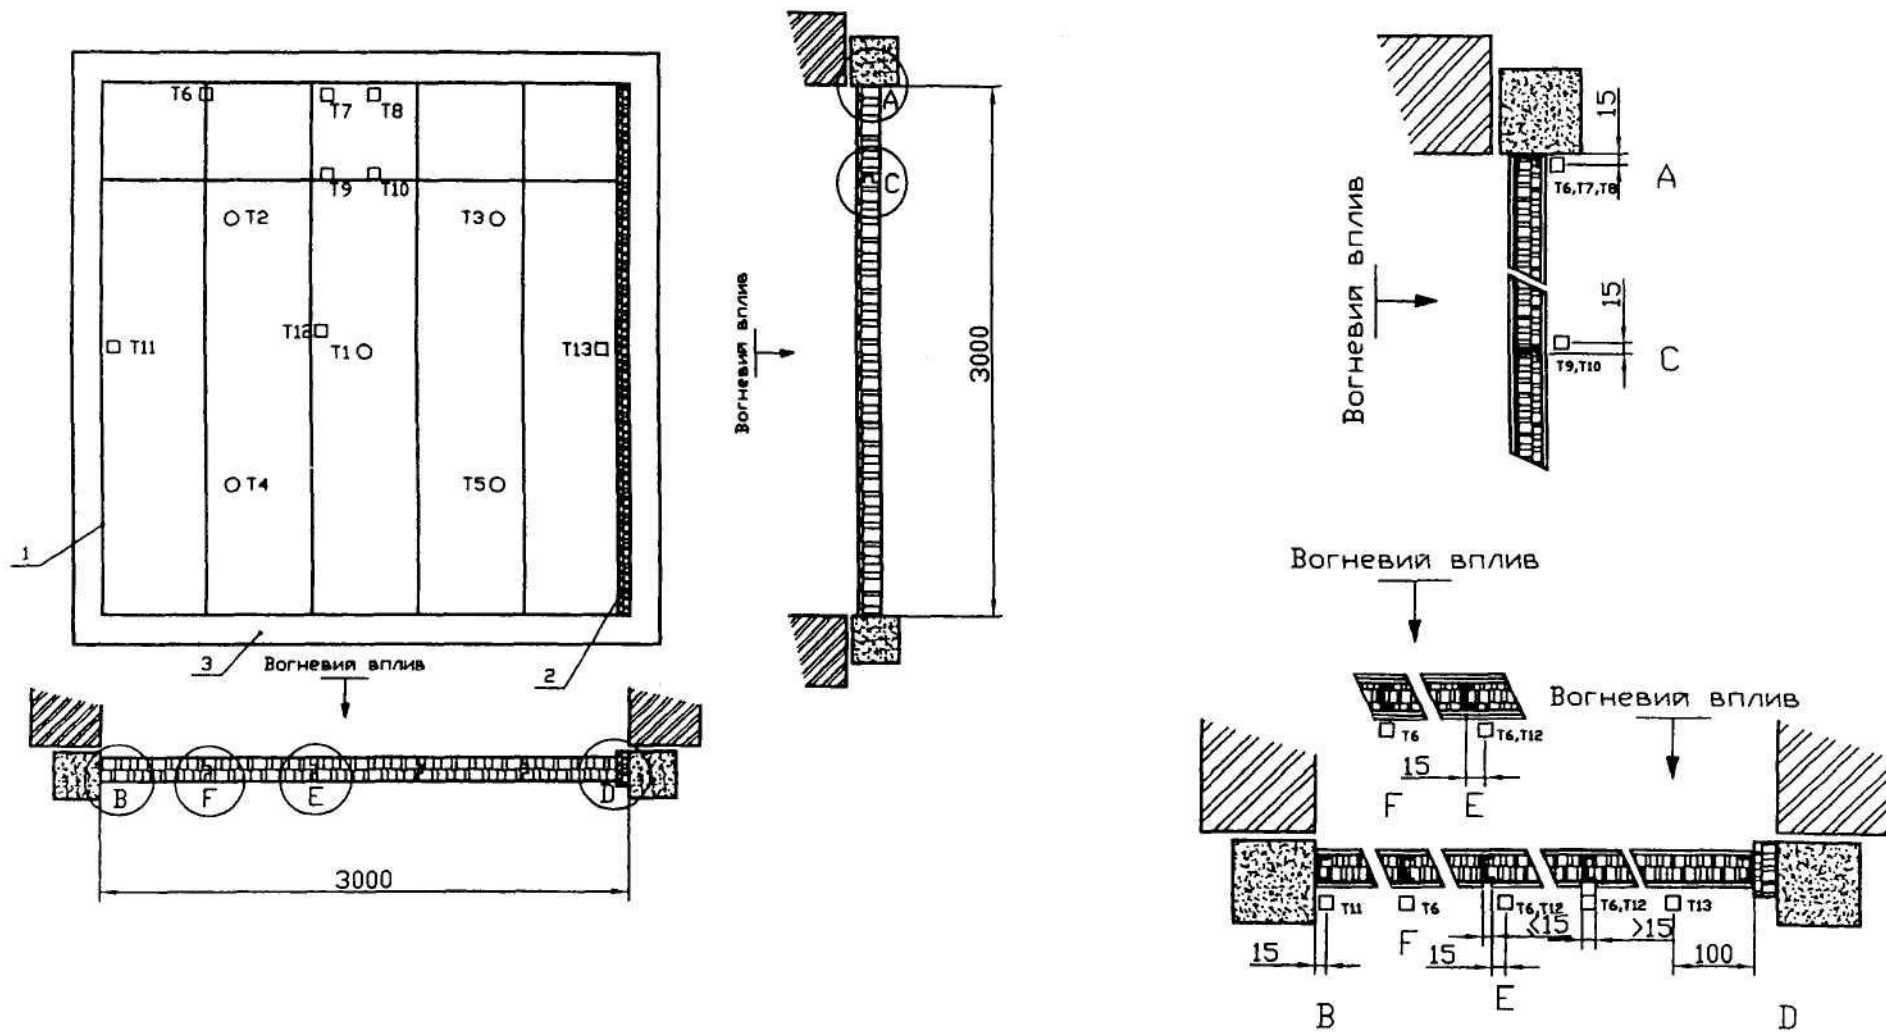 T6
T7
T8
T9
T10
T2
T3
T12
T1
T11
T13
T4
T5
1
3
2
Вогневий вплив
B
F
E
D
3000
A
C
Вогневий вплив
3000
15
T6,T7,T8
A
Вогневий вплив
15
T9,T10
C
Вогневий вплив
T6
T6,T12
15
F
E
Вогневий вплив
T11
T6
T6,T12
T6,T12
T13
15
F
15
≤15
>15
100
E
B
D